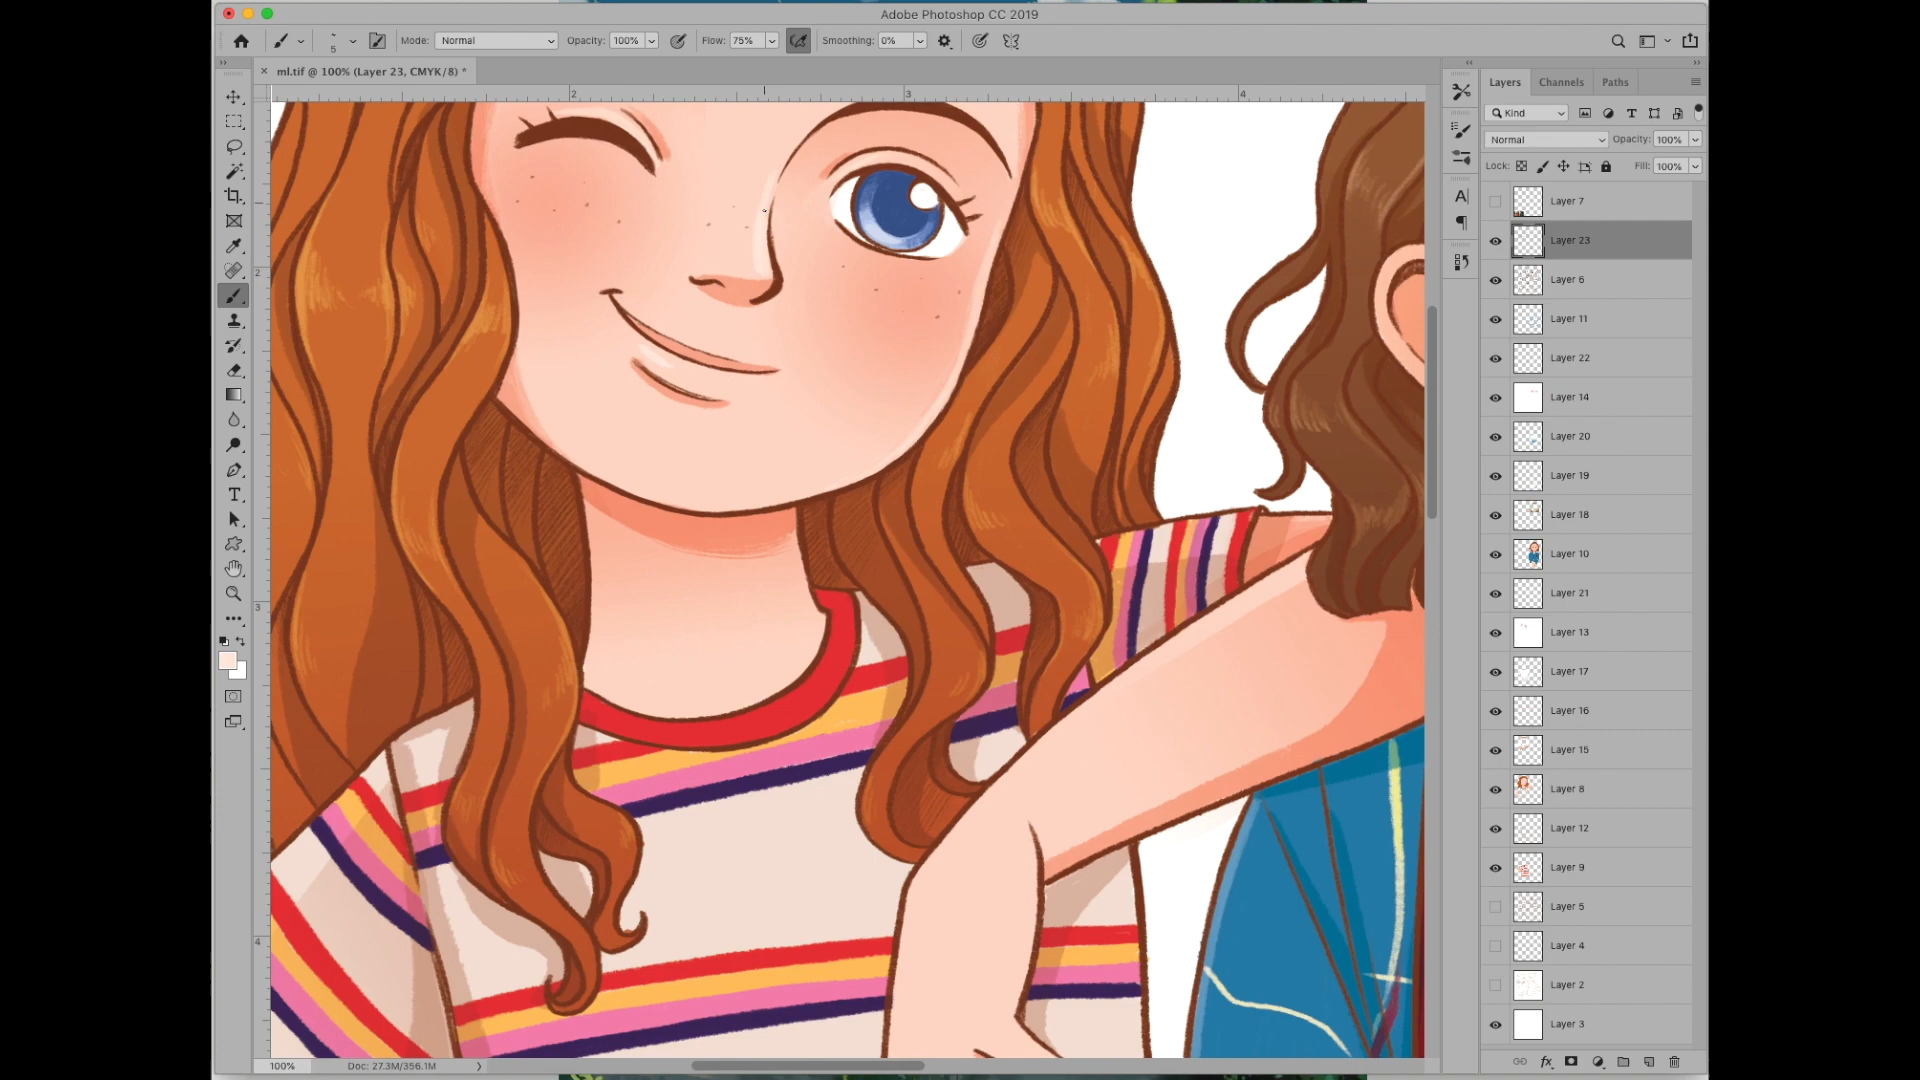 Adobe Photoshop CC 2019
5
Mode: Normal
Opacity: 100%
Flow: 75%
Smoothing: 0%
ml.tif @ 100% (Layer 23, CMYK/8) *
2 3 4
2
3
4
Layers Channels Paths
Kind
Normal Opacity: 100%
Lock: Fill: 100%
Layer 7
Layer 23
Layer 6
Layer 11
Layer 22
Layer 14
Layer 20
Layer 19
Layer 18
Layer 10
Layer 21
Layer 13
Layer 17
Layer 16
Layer 15
Layer 8
Layer 12
Layer 9
Layer 5
Layer 4
Layer 2
Layer 3
100% Doc: 27.3M/356.1M